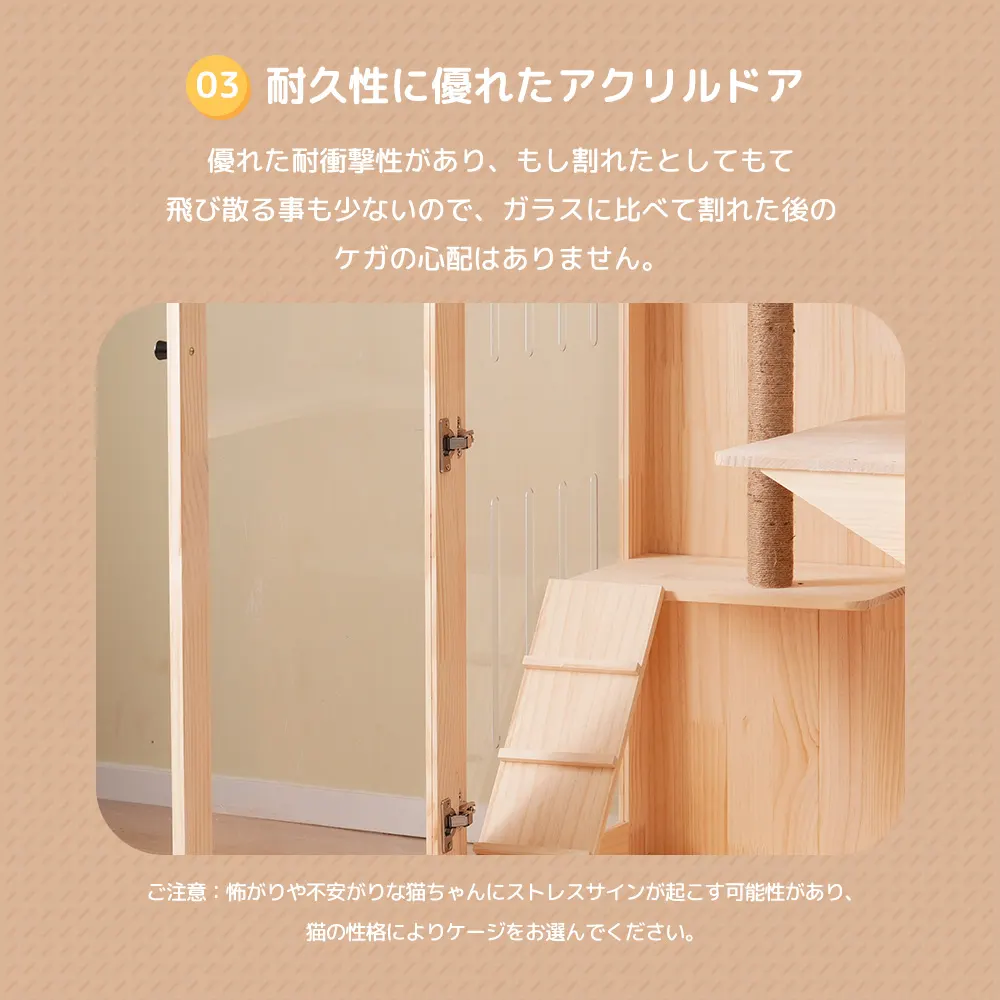 03 耐久性に優れたアクリルドア
優れた耐衝撃性があり、もし割れたとしてもて
飛び散る事も少ないので、ガラスに比べて割れた後の
ケガの心配はありません。
ご注意：怖がりや不安がりな猫ちゃんにストレスサインが起こす可能性があり、
猫の性格によりケージをお選んでください。